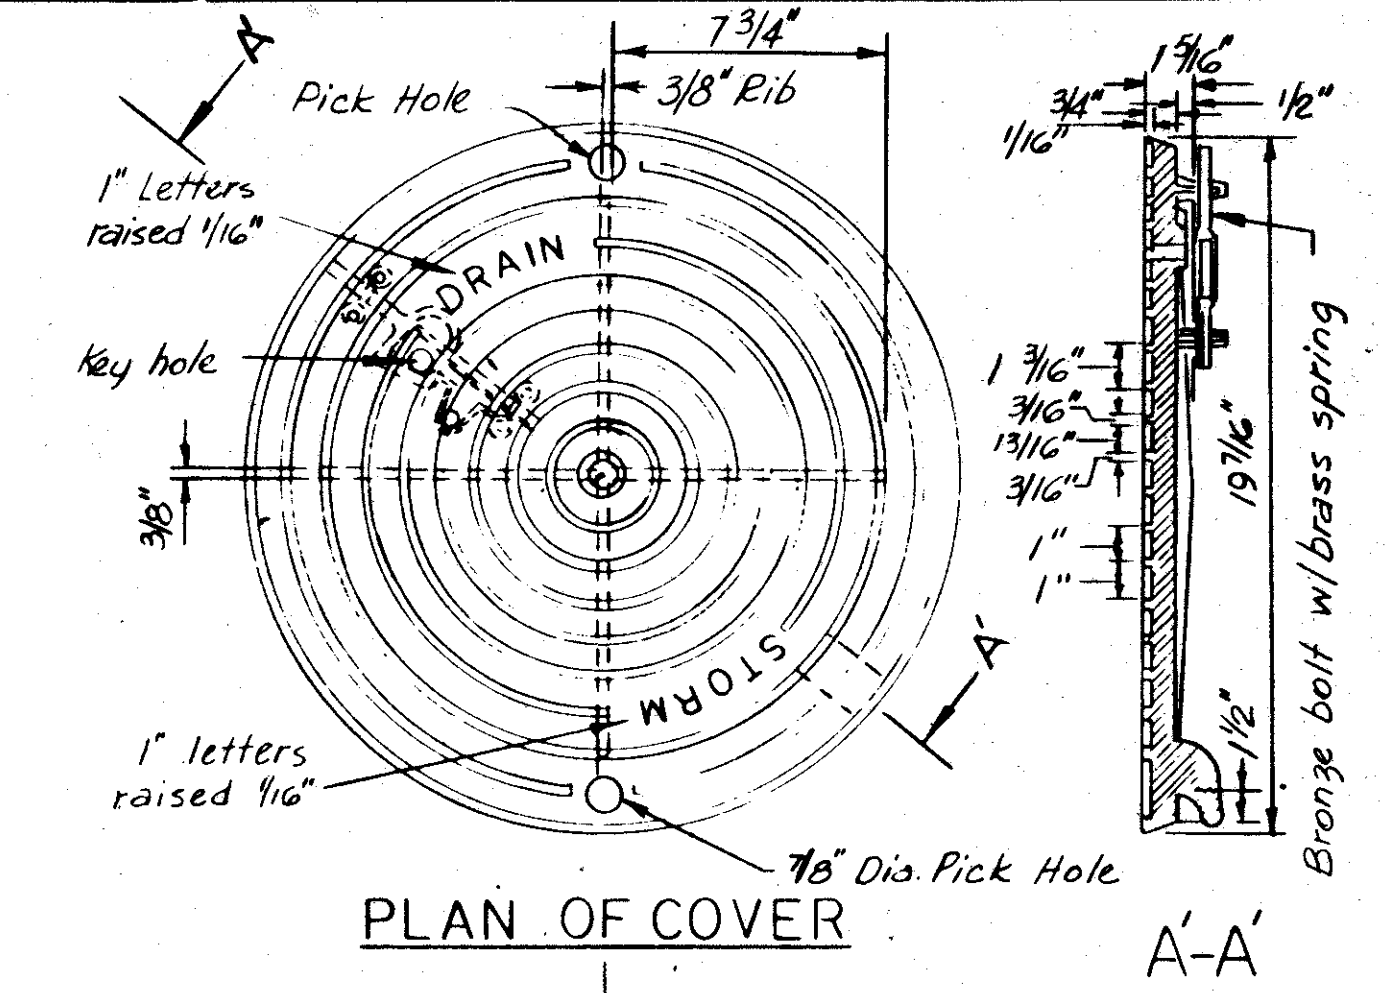 A'
7 3/4"
Pick Hole
3/8" Rib
1" Letters
raised 1/16"
DRAIN
Key hole
3/8"
STORM
A'
1" letters
raised 1/16"
7/8" Dia. Pick Hole
PLAN OF COVER
1 5/16"
3/4"
1/2"
1/16"
1 3/16"
3/16"
13/16"
3/16"
1"
1"
19 7/16"
1 1/2"
Bronze bolt w/brass spring
A'-A'